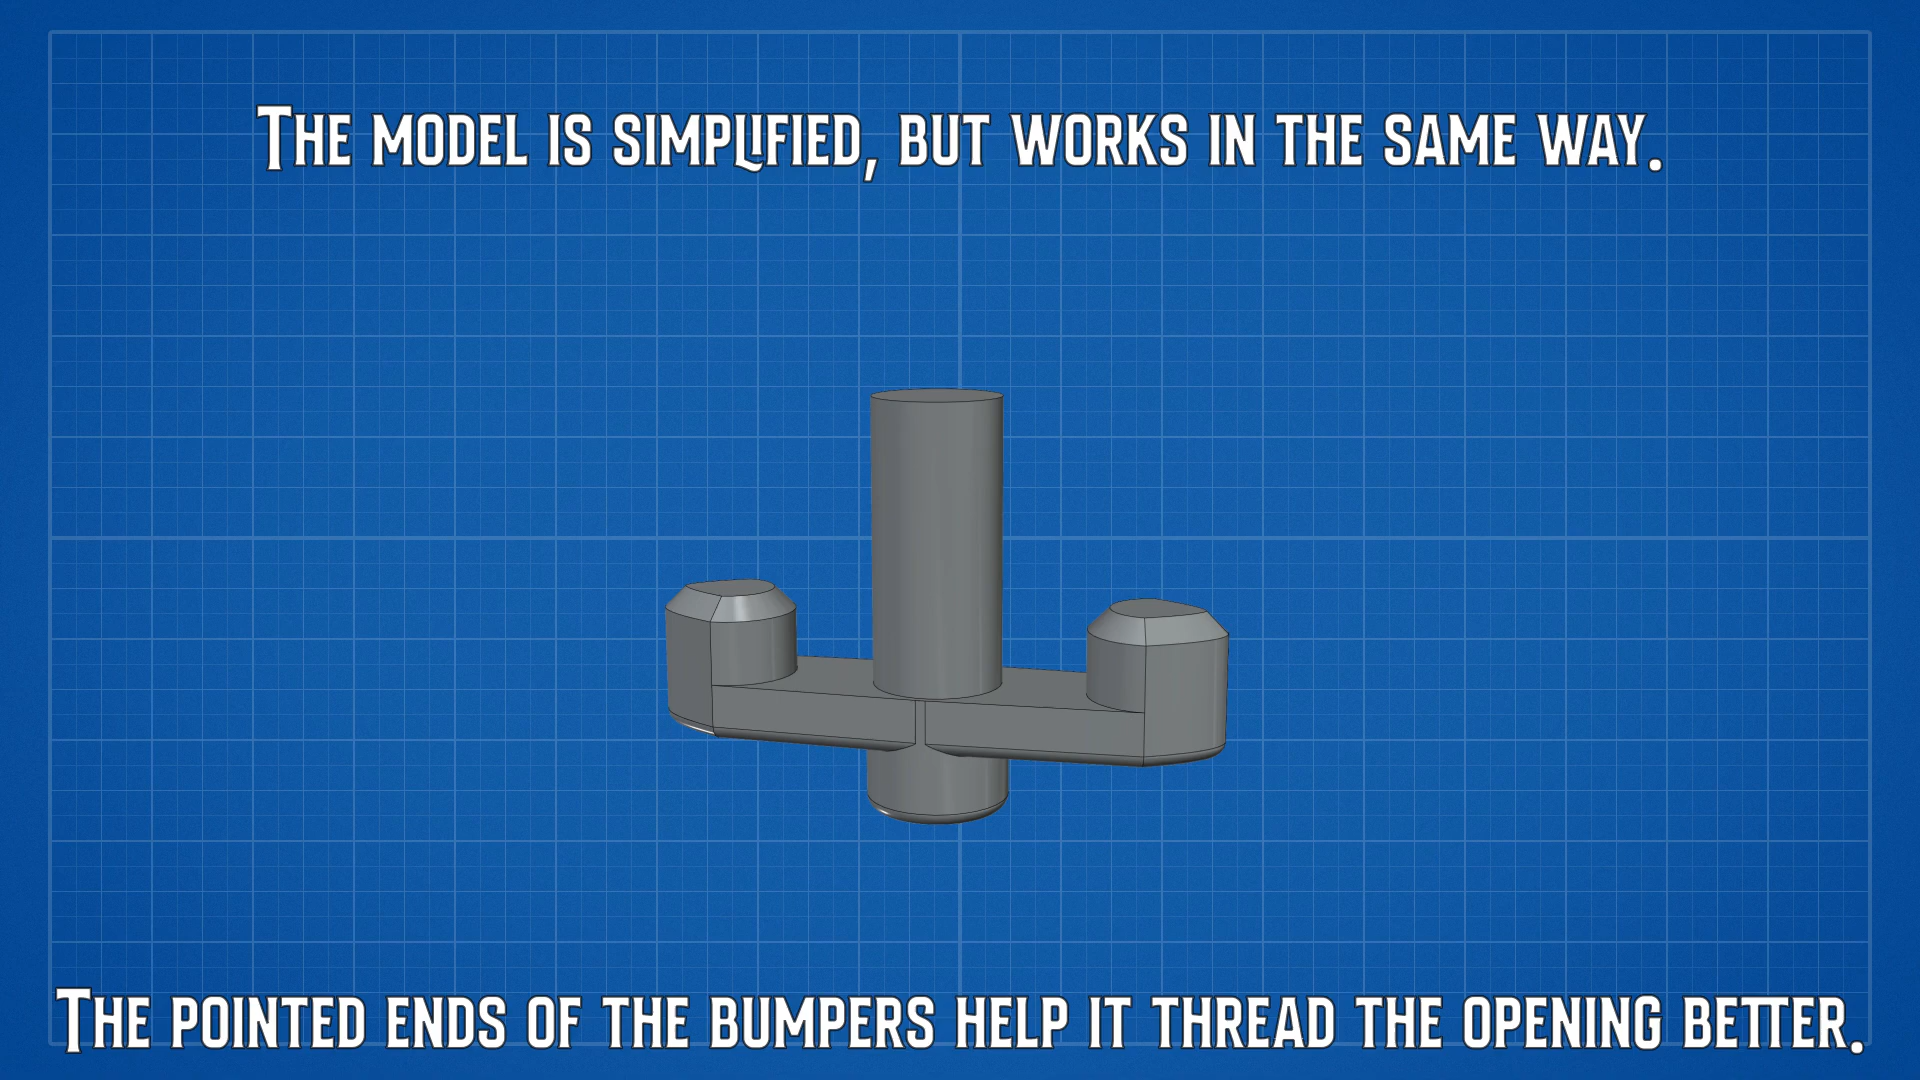 The model is simplified, but works in the same way.
The pointed ends of the bumpers help it thread the opening better.